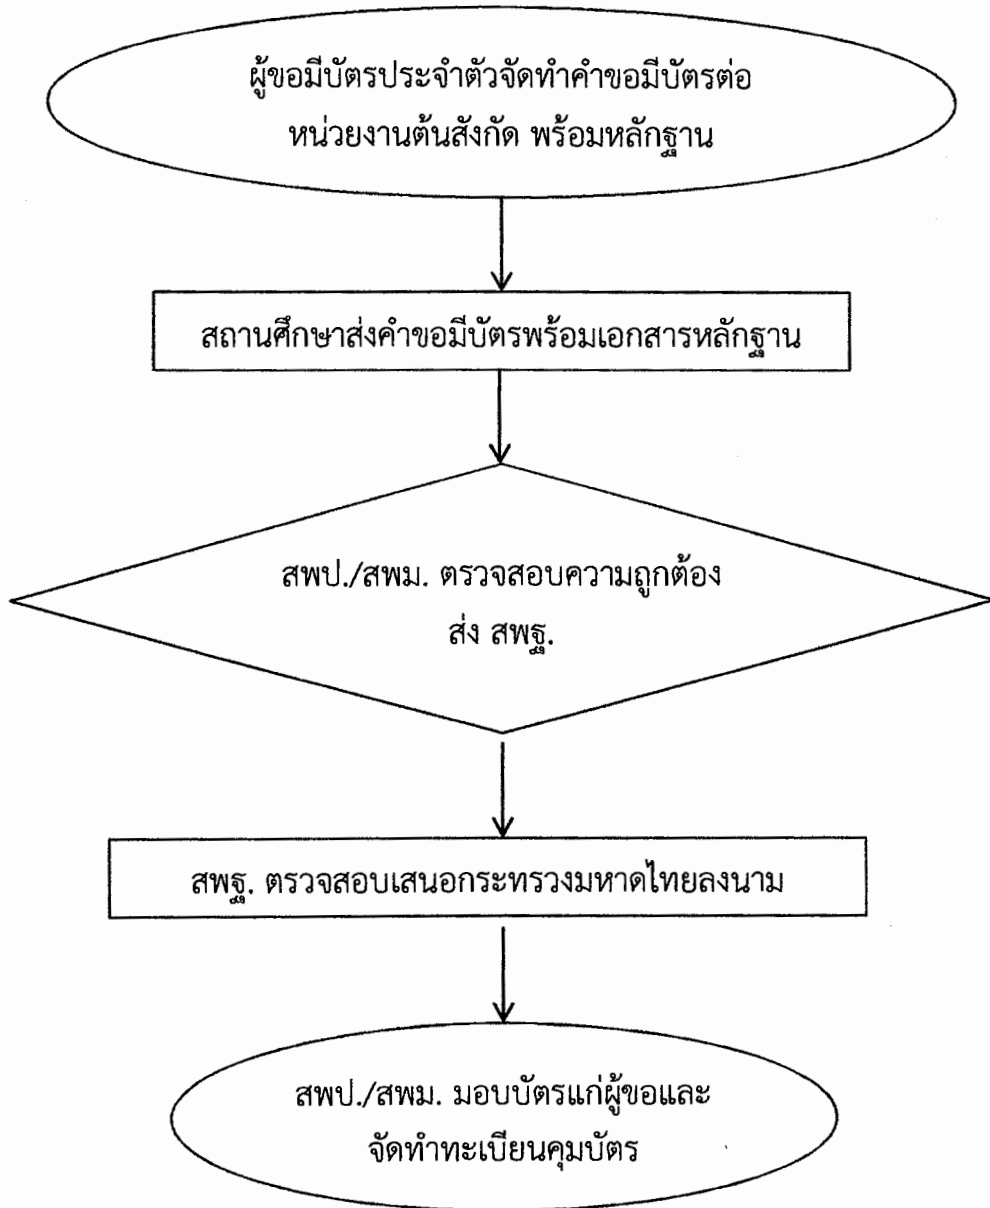 ผู้ขอมีบัตรประจำตัวจัดทำคำขอมีบัตรต่อ
หน่วยงานต้นสังกัด พร้อมหลักฐาน
สถานศึกษาส่งคำขอมีบัตรพร้อมเอกสารหลักฐาน
สพป./สพม. ตรวจสอบความถูกต้อง
ส่ง สพฐ.
สพฐ. ตรวจสอบเสนอกระทรวงมหาดไทยลงนาม
สพป./สพม. มอบบัตรแก่ผู้ขอและ
จัดทำทะเบียนคุมบัตร